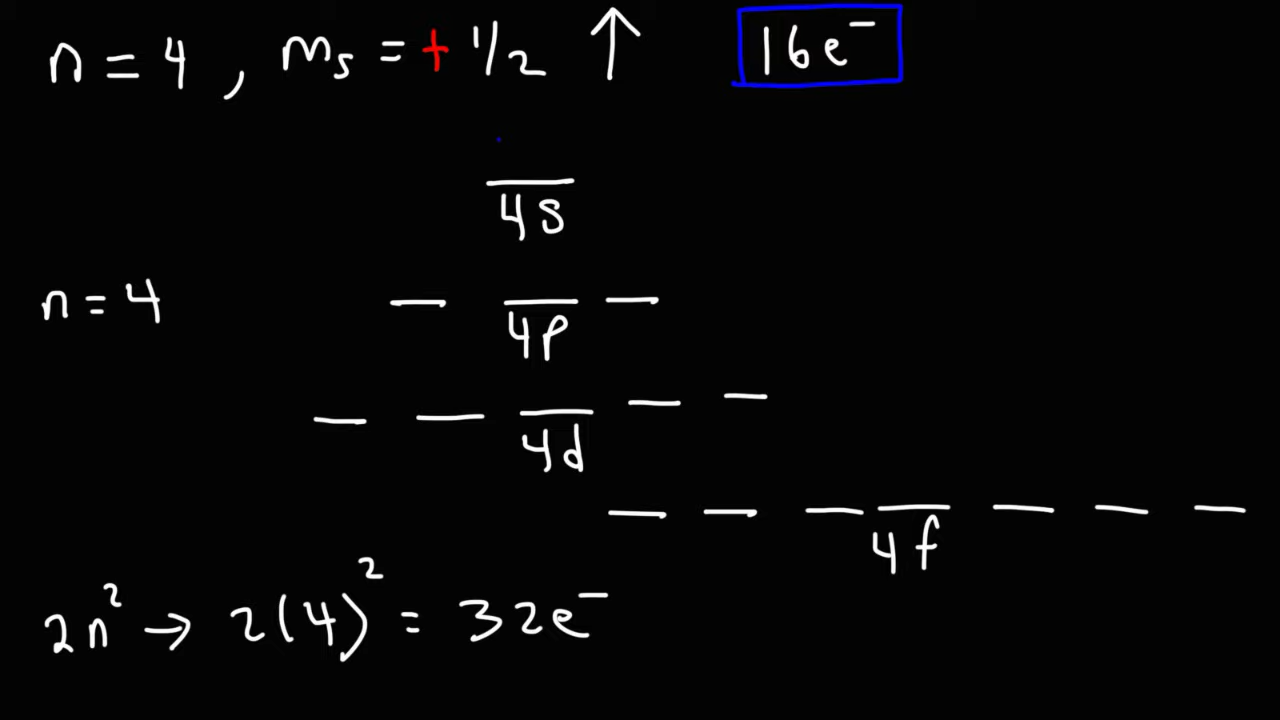 n = 4 , ms = + 1/2 ↑ 16e⁻
4s
n = 4
4p
4d
4f
2n² → 2(4)² = 32e⁻